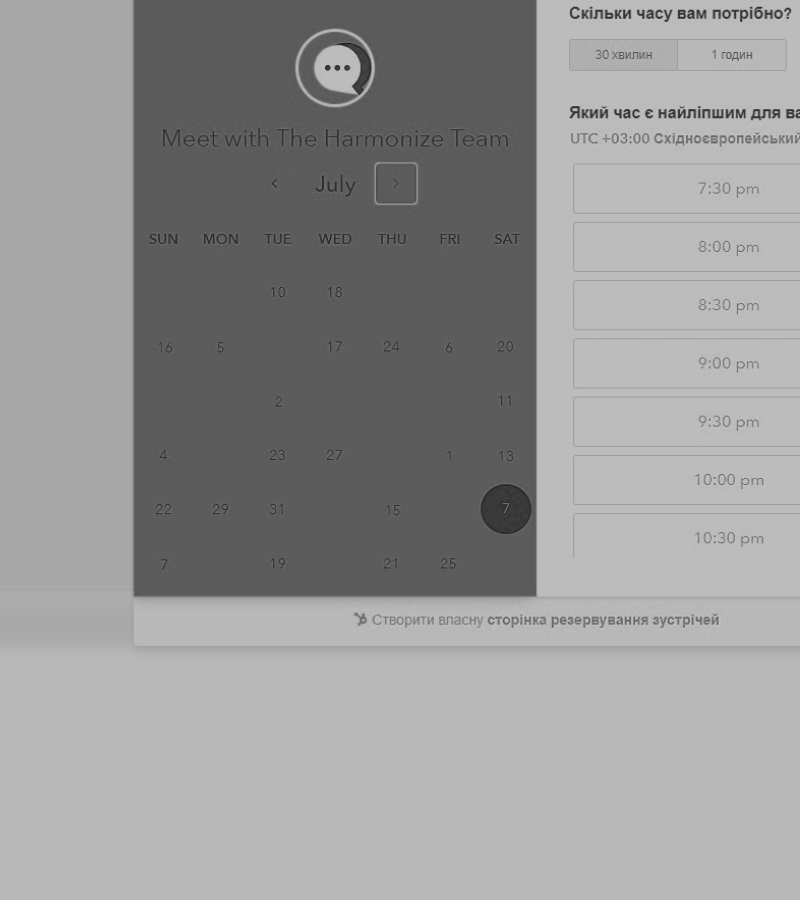 Скільки часу вам потрібно?
30 хвилин 1 годин
Meet with The Harmonize Team
July
SUN MON TUE WED THU FRI SAT
10 18
16 5 17 24 6 20
2 11
4 23 27 1 13
22 29 31 15 7
7 19 21 25
Який час є найліпшим для
UTC +03:00 Східноєвропейський
7:30 pm
8:00 pm
8:30 pm
9:00 pm
9:30 pm
10:00 pm
10:30 pm
Створити власну сторінка резервування зустрічей